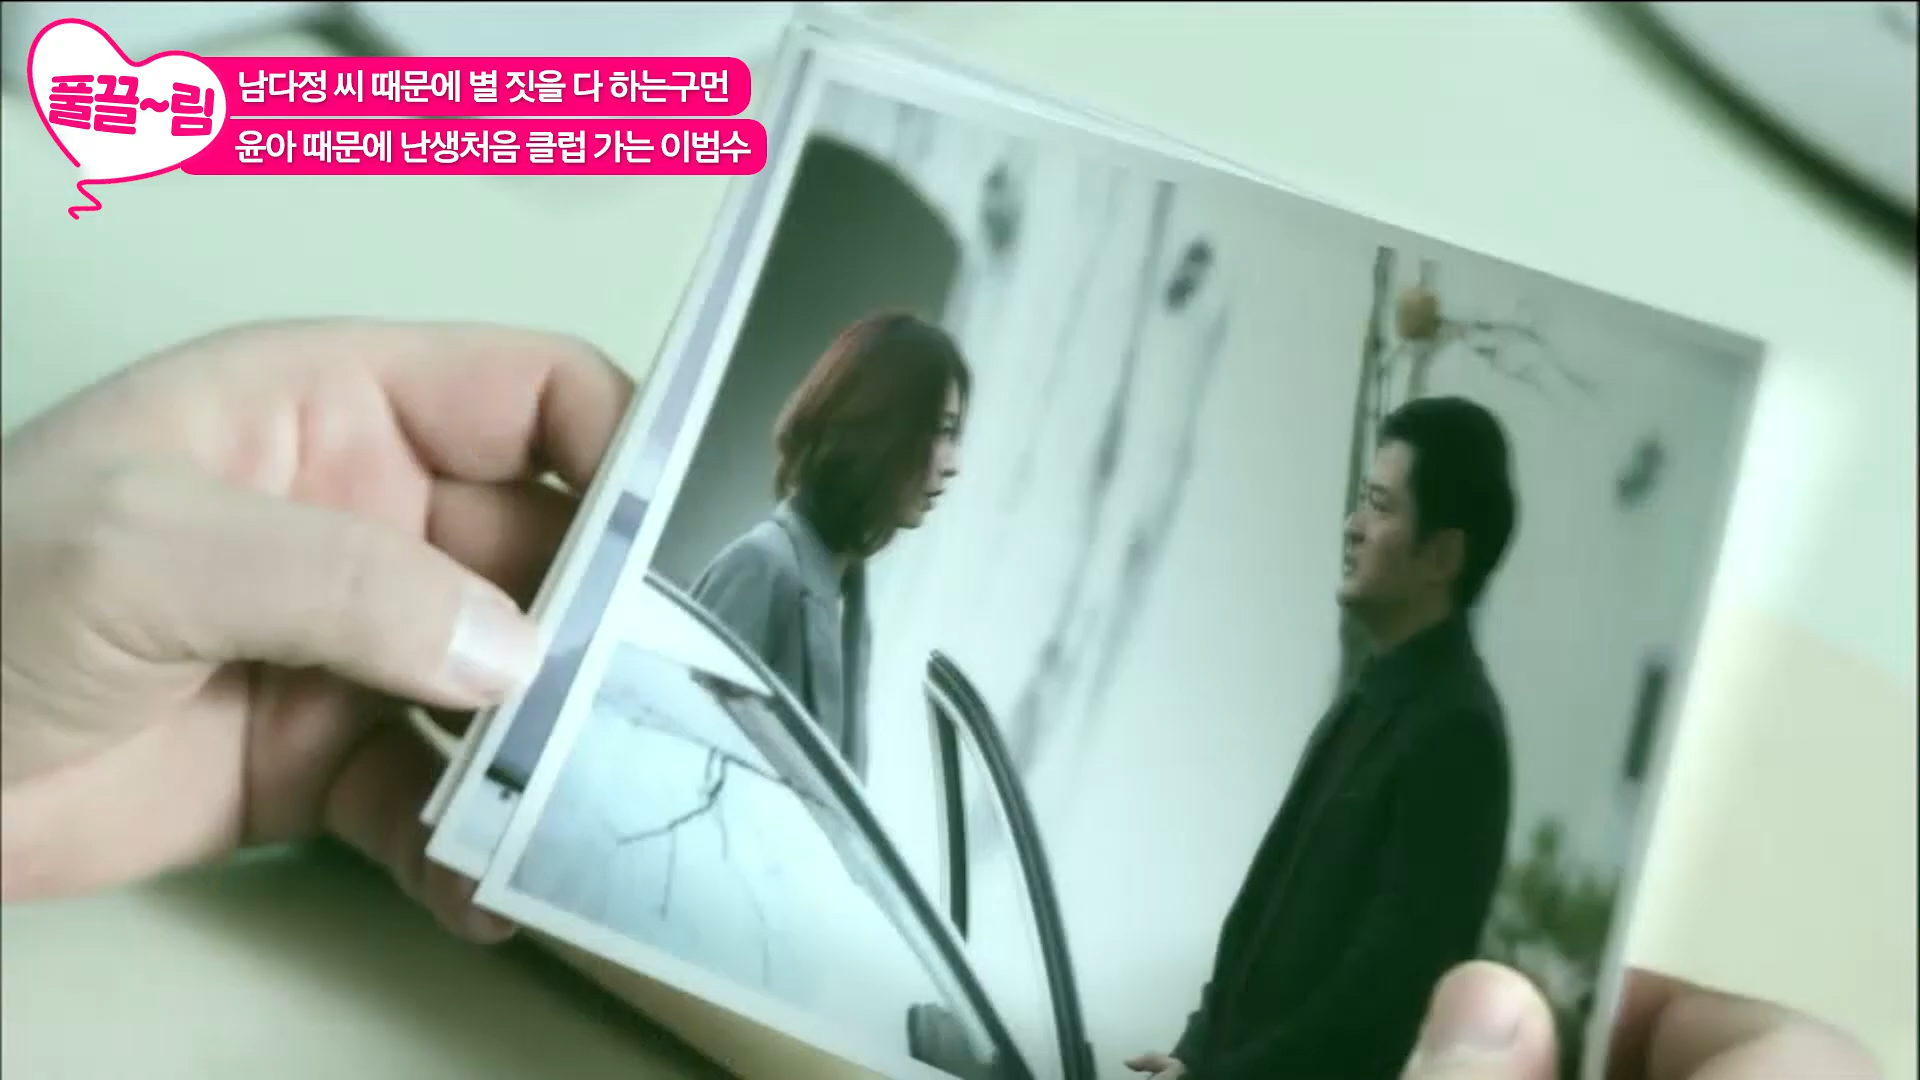 풀끌~림
남다정 씨 때문에 별 짓을 다 하는구먼
윤아 때문에 난생처음 클럽 가는 이범수